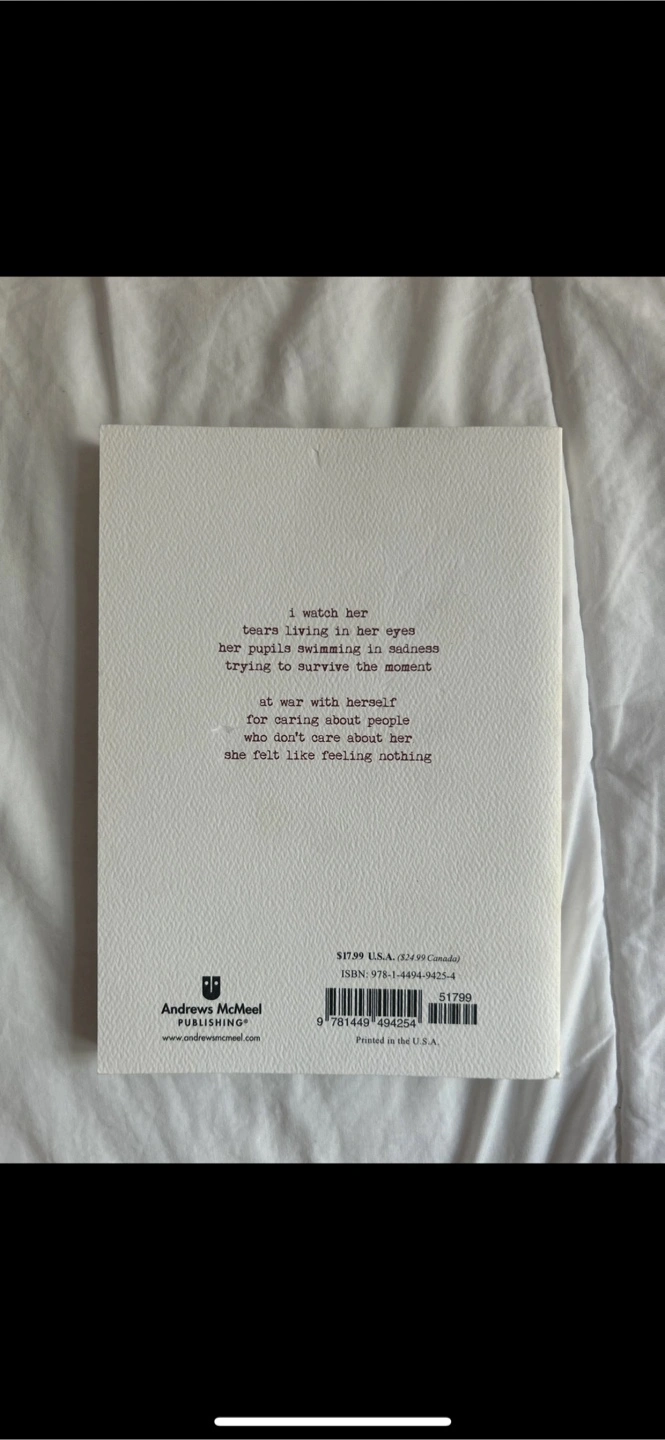 i watch her
tears living in her eyes
her pupils swimming in sadness
trying to survive the moment
at war with herself
for caring about people
who don't care about her
she felt like feeling nothing
$17.99 U.S.A. ($24.99 Canada)
ISBN: 978-1-4494-9425-4
51799
9 781449 494254
Printed in the U.S.A.
Andrews McMeel
PUBLISHING®
www.andrewsmcmeel.com